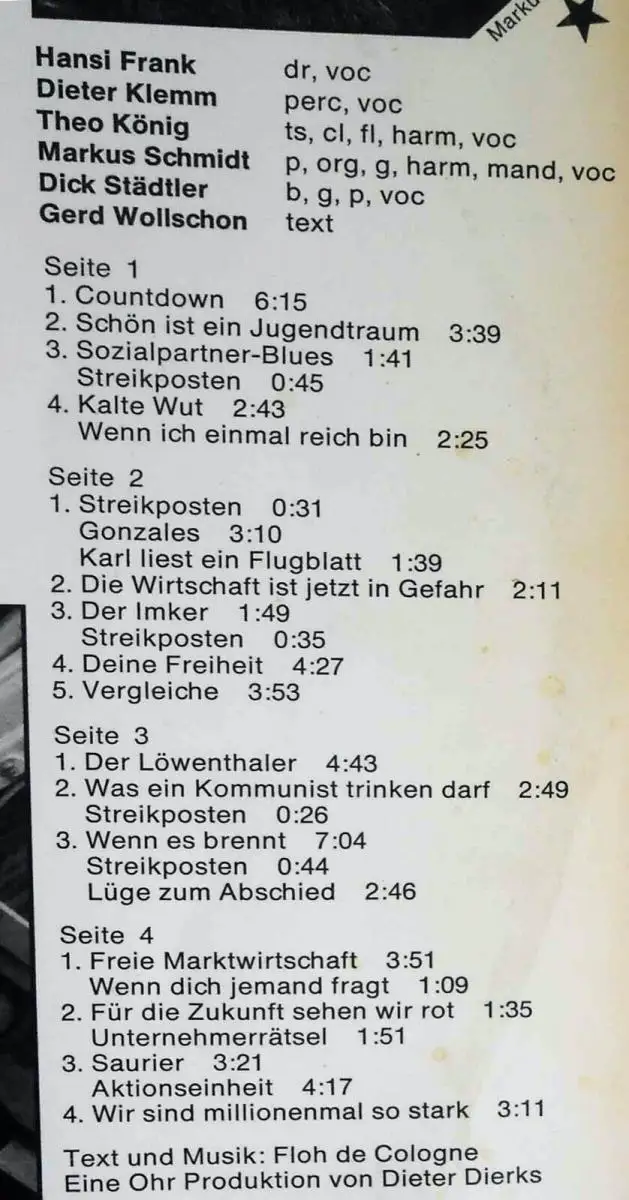 Marku
Hansi Frank dr, voc
Dieter Klemm perc, voc
Theo König ts, cl, fl, harm, voc
Markus Schmidt p, org, g, harm, mand, voc
Dick Städtler b, g, p, voc
Gerd Wollschon text
Seite 1
1. Countdown 6:15
2. Schön ist ein Jugendtraum 3:39
3. Sozialpartner-Blues 1:41
Streikposten 0:45
4. Kalte Wut 2:43
Wenn ich einmal reich bin 2:25
Seite 2
1. Streikposten 0:31
Gonzales 3:10
Karl liest ein Flugblatt 1:39
2. Die Wirtschaft ist jetzt in Gefahr 2:11
3. Der Imker 1:49
Streikposten 0:35
4. Deine Freiheit 4:27
5. Vergleiche 3:53
Seite 3
1. Der Löwenthaler 4:43
2. Was ein Kommunist trinken darf 2:49
Streikposten 0:26
3. Wenn es brennt 7:04
Streikposten 0:44
Lüge zum Abschied 2:46
Seite 4
1. Freie Marktwirtschaft 3:51
Wenn dich jemand fragt 1:09
2. Für die Zukunft sehen wir rot 1:35
Unternehmerrätsel 1:51
3. Saurier 3:21
Aktionseinheit 4:17
4. Wir sind millionenmal so stark 3:11
Text und Musik: Floh de Cologne
Eine Ohr Produktion von Dieter Dierks